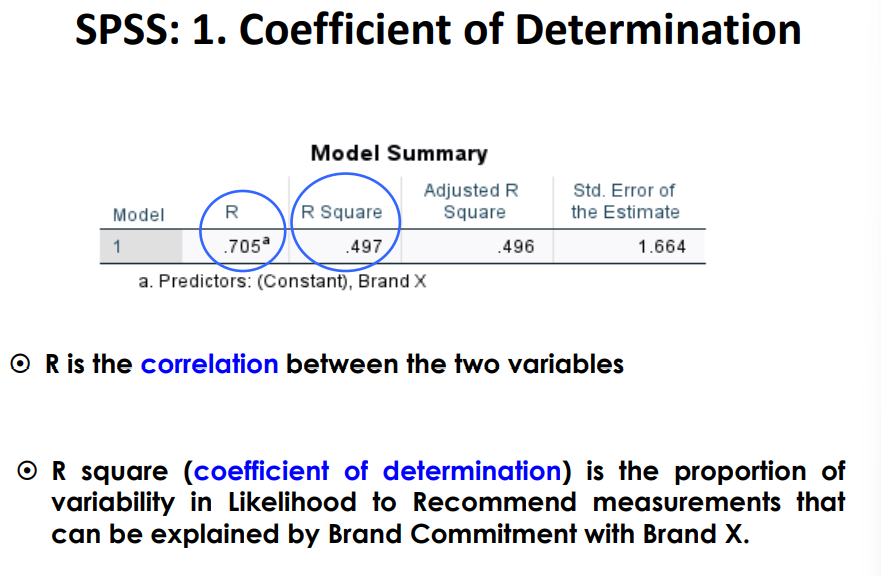 SPSS: 1. Coefficient of Determination
Model Summary
Model R R Square Adjusted R Square Std. Error of the Estimate
1 .705a .497 .496 1.664
a. Predictors: (Constant), Brand X
⊙ R is the correlation between the two variables
⊙ R square (coefficient of determination) is the proportion of
variability in Likelihood to Recommend measurements that
can be explained by Brand Commitment with Brand X.